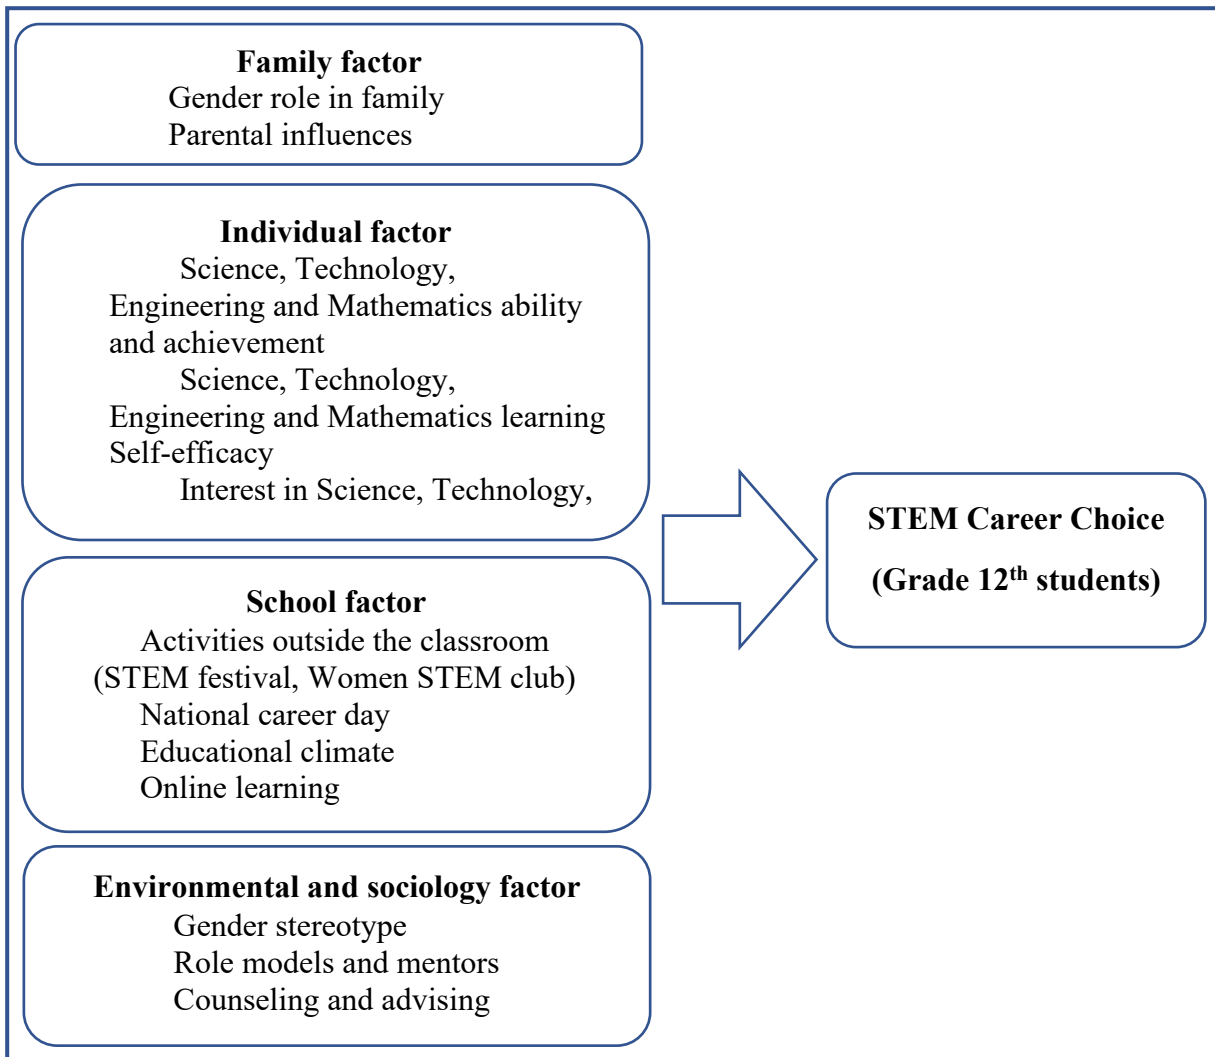 Family factor
Gender role in family
Parental influences
Individual factor
Science, Technology,
Engineering and Mathematics ability
and achievement
Science, Technology,
Engineering and Mathematics learning
Self-efficacy
Interest in Science, Technology,
School factor
Activities outside the classroom
(STEM festival, Women STEM club)
National career day
Educational climate
Online learning
Environmental and sociology factor
Gender stereotype
Role models and mentors
Counseling and advising
STEM Career Choice
(Grade 12th students)